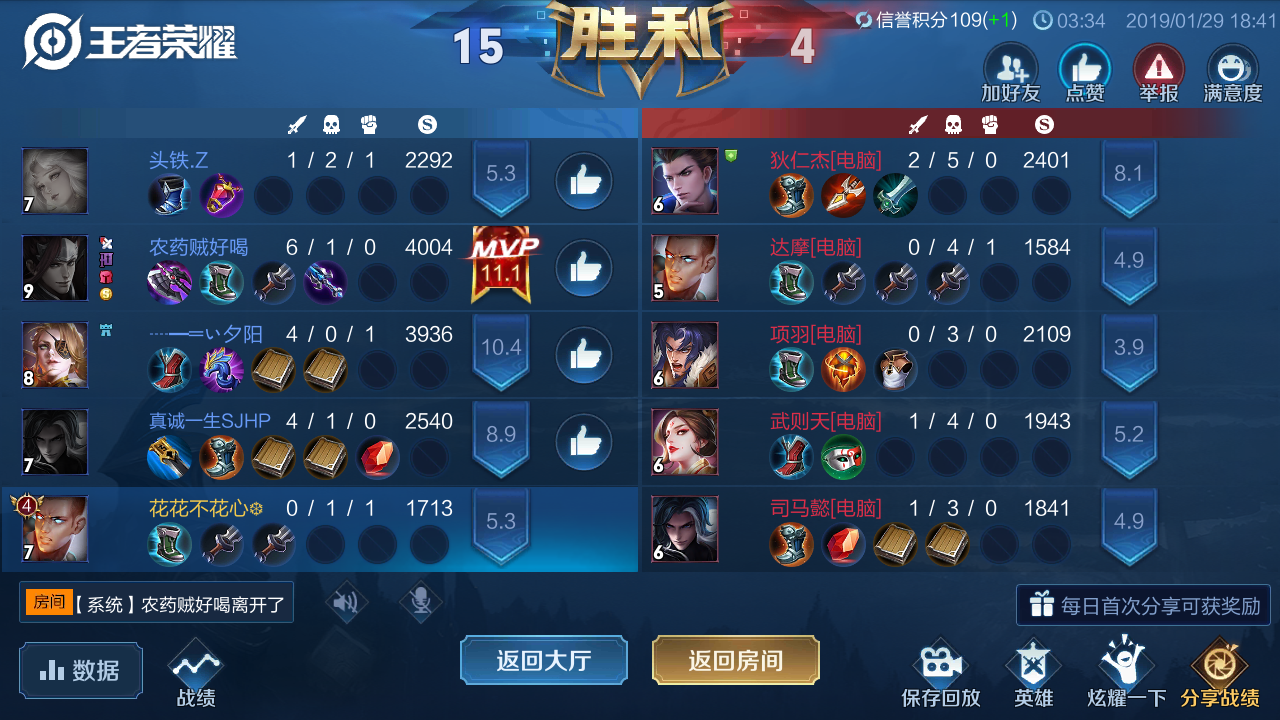 王者荣耀
15 胜利 4
信誉积分109(+1) 03:34 2019/01/29 18:41
加好友 点赞 举报 满意度
S S
7 头铁.Z 1 / 2 / 1 2292 5.3
6 狄仁杰[电脑] 2 / 5 / 0 2401 8.1
9 农药贼好喝 6 / 1 / 0 4004 MVP 11.1
5 达摩[电脑] 0 / 4 / 1 1584 4.9
8 夕阳 4 / 0 / 1 3936 10.4
6 项羽[电脑] 0 / 3 / 0 2109 3.9
7 真诚一生SJHP 4 / 1 / 0 2540 8.9
6 武则天[电脑] 1 / 4 / 0 1943 5.2
4 7 花花不花心❄ 0 / 1 / 1 1713 5.3
6 司马懿[电脑] 1 / 3 / 0 1841 4.9
房间【系统】农药贼好喝离开了
每日首次分享可获奖励
数据 战绩 返回大厅 返回房间 保存回放 英雄 炫耀一下 分享战绩